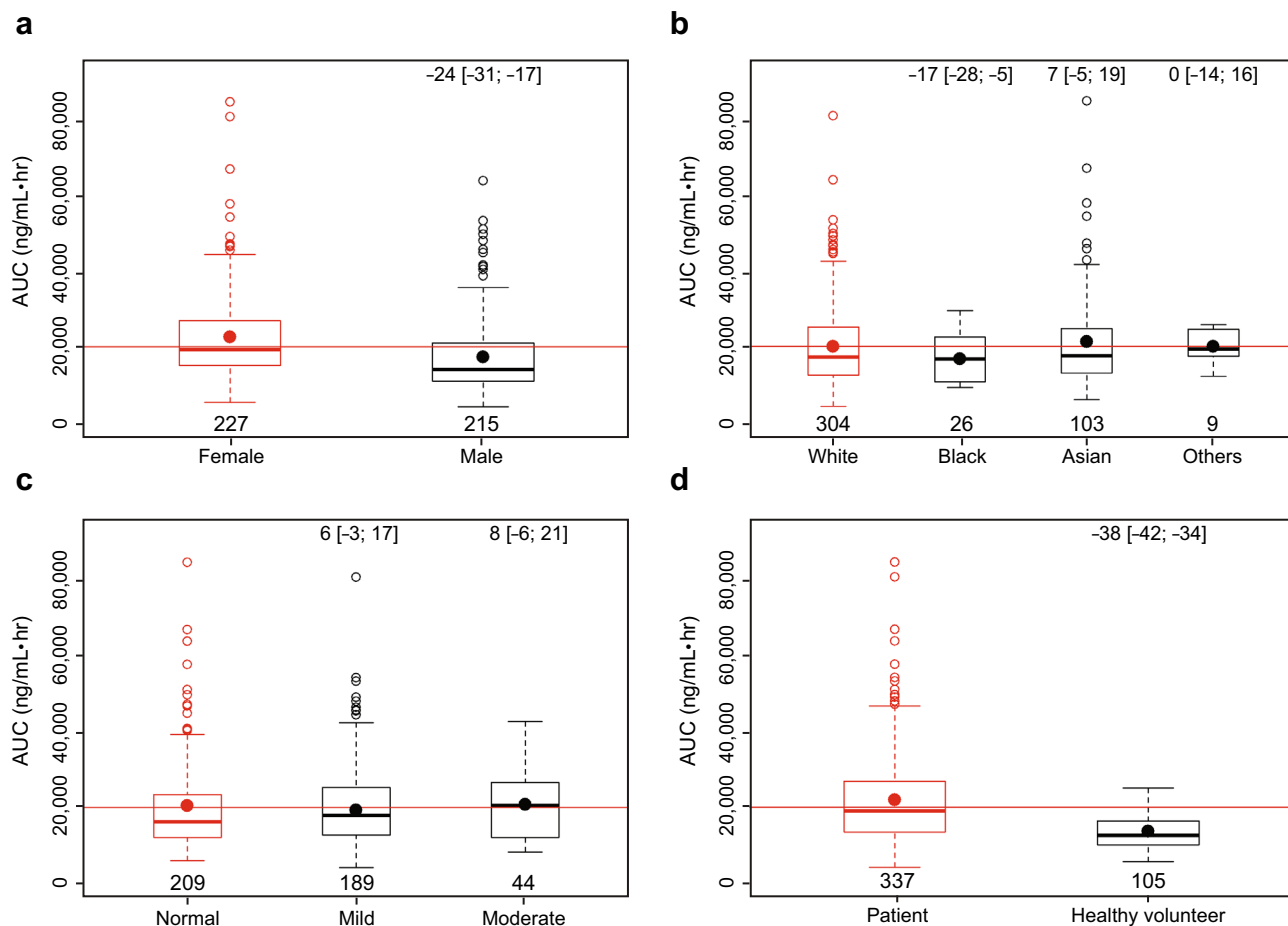 a
-24 [-31; -17]
AUC (ng/mL•hr)
80,000
60,000
40,000
20,000
0
227 215
Female Male
b
-17 [-28; -5] 7 [-5; 19] 0 [-14; 16]
AUC (ng/mL•hr)
80,000
60,000
40,000
20,000
0
304 26 103 9
White Black Asian Others
c
6 [-3; 17] 8 [-6; 21]
AUC (ng/mL•hr)
80,000
60,000
40,000
20,000
0
209 189 44
Normal Mild Moderate
d
-38 [-42; -34]
AUC (ng/mL•hr)
80,000
60,000
40,000
20,000
0
337 105
Patient Healthy volunteer